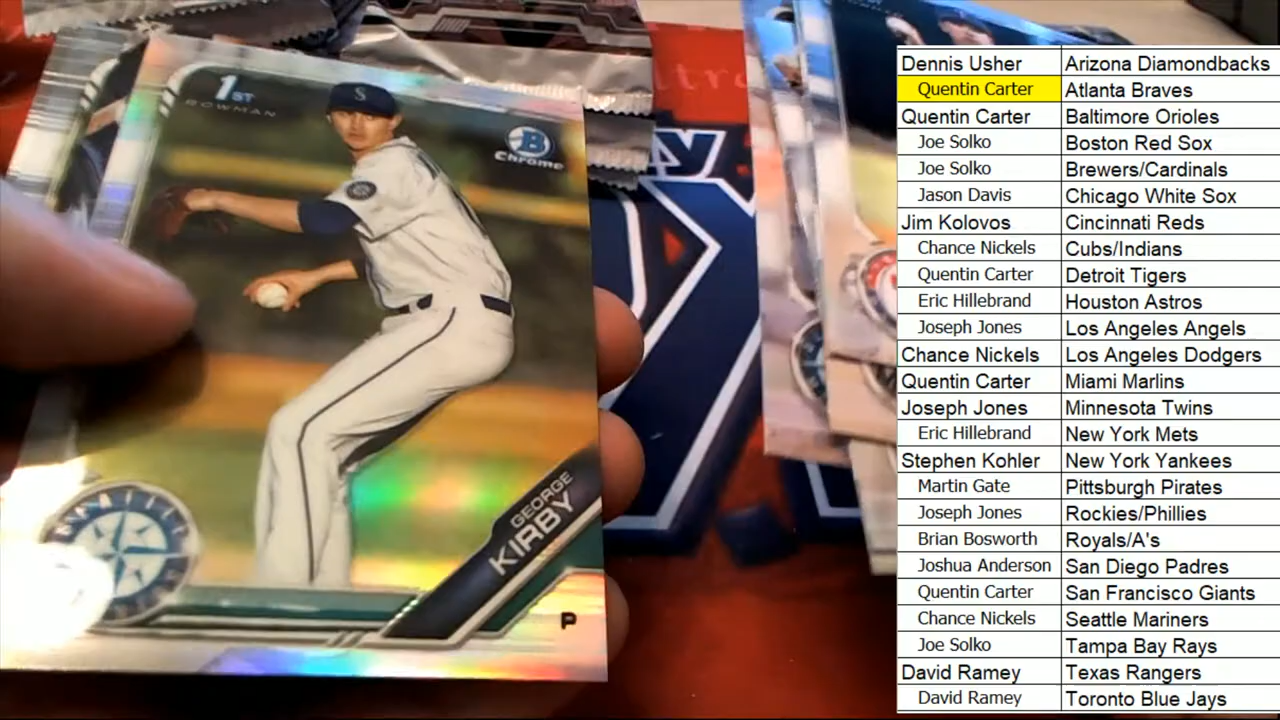 1ST
BOWMAN
B
Chrome
S
GEORGE
KIRBY
P
Dennis Usher Arizona Diamondbacks
Quentin Carter Atlanta Braves
Quentin Carter Baltimore Orioles
Joe Solko Boston Red Sox
Joe Solko Brewers/Cardinals
Jason Davis Chicago White Sox
Jim Kolovos Cincinnati Reds
Chance Nickels Cubs/Indians
Quentin Carter Detroit Tigers
Eric Hillebrand Houston Astros
Joseph Jones Los Angeles Angels
Chance Nickels Los Angeles Dodgers
Quentin Carter Miami Marlins
Joseph Jones Minnesota Twins
Eric Hillebrand New York Mets
Stephen Kohler New York Yankees
Martin Gate Pittsburgh Pirates
Joseph Jones Rockies/Phillies
Brian Bosworth Royals/A's
Joshua Anderson San Diego Padres
Quentin Carter San Francisco Giants
Chance Nickels Seattle Mariners
Joe Solko Tampa Bay Rays
David Ramey Texas Rangers
David Ramey Toronto Blue Jays